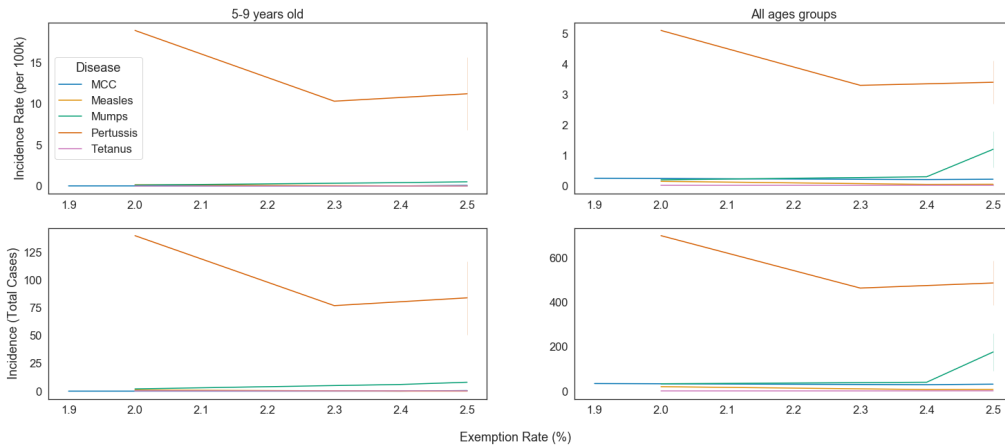 5-9 years old
All ages groups
Incidence Rate (per 100k)
15
10
5
0
Disease
MCC
Measles
Mumps
Pertussis
Tetanus
1.9 2.0 2.1 2.2 2.3 2.4 2.5
5
4
3
2
1
0
1.9 2.0 2.1 2.2 2.3 2.4 2.5
Incidence (Total Cases)
125
100
75
50
25
0
1.9 2.0 2.1 2.2 2.3 2.4 2.5
600
400
200
0
1.9 2.0 2.1 2.2 2.3 2.4 2.5
Exemption Rate (%)